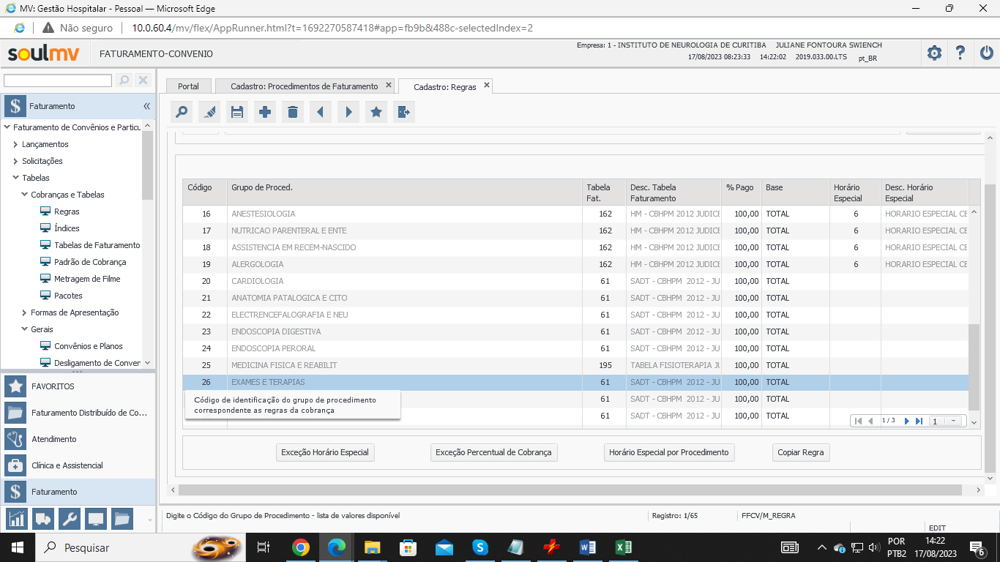 MV: Gestão Hospitalar - Pessoal — Microsoft Edge
Não seguro 10.0.60.4/mv/flex/AppRunner.html?t=1692270587418#app=fb9b&488c-selectedIndex=2
soulmv FATURAMENTO-CONVENIO
Empresa: 1 - INSTITUTO DE NEUROLOGIA DE CURITIBA JULIANE FONTOURA SWIENCH
17/08/2023 08:23:33 14:22:02 2019.033.00.LTS pt_BR
Portal Cadastro: Procedimentos de Faturamento Cadastro: Regras
Faturamento
Faturamento de Convênios e Particu
Lançamentos
Solicitações
Tabelas
Cobranças e Tabelas
Regras
Índices
Tabelas de Faturamento
Padrão de Cobrança
Metragem de Filme
Pacotes
Formas de Apresentação
Gerais
Convênios e Planos
Desligamento de Conven
FAVORITOS
Faturamento Distribuído de Co...
Atendimento
Clínica e Assistencial
Faturamento
Código Grupo de Proced. Tabela Fat. Desc. Tabela Faturamento % Pago Base Horário Especial Desc. Horário Especial
16 ANESTESIOLOGIA 162 HM - CBHPM 2012 JUDICE 100,00 TOTAL 6 HORARIO ESPECIAL CB
17 NUTRICAO PARENTERAL E ENTE 162 HM - CBHPM 2012 JUDICE 100,00 TOTAL 6 HORARIO ESPECIAL CB
18 ASSISTENCIA EM RECEM-NASCIDO 162 HM - CBHPM 2012 JUDICE 100,00 TOTAL 6 HORARIO ESPECIAL CB
19 ALERGOLOGIA 162 HM - CBHPM 2012 JUDICE 100,00 TOTAL 6 HORARIO ESPECIAL CB
20 CARDIOLOGIA 61 SADT - CBHPM 2012 - JU 100,00 TOTAL
21 ANATOMIA PATALOGICA E CITO 61 SADT - CBHPM 2012 - JU 100,00 TOTAL
22 ELECTRENCEFALOGRAFIA E NEU 61 SADT - CBHPM 2012 - JU 100,00 TOTAL
23 ENDOSCOPIA DIGESTIVA 61 SADT - CBHPM 2012 - JU 100,00 TOTAL
24 ENDOSCOPIA PERORAL 61 SADT - CBHPM 2012 - JU 100,00 TOTAL
25 MEDICINA FISICA E REABILIT 195 TABELA FISIOTERAPIA JU 100,00 TOTAL
26 EXAMES E TERAPIAS 61 SADT - CBHPM 2012 - JU 100,00 TOTAL
61 SADT - CBHPM 2012 - JU 100,00 TOTAL
61 SADT - CBHPM 2012 - JU 100,00 TOTAL
Código de identificação do grupo de procedimento
correspondente as regras da cobrança
1 / 3 1
Exceção Horário Especial Exceção Percentual de Cobrança Horário Especial por Procedimento Copiar Regra
Digite o Código do Grupo de Procedimento - lista de valores disponível Registro: 1/65 FFCV/M_REGRA
EDIT
Pesquisar
POR
PTB2
14:22
17/08/2023
6